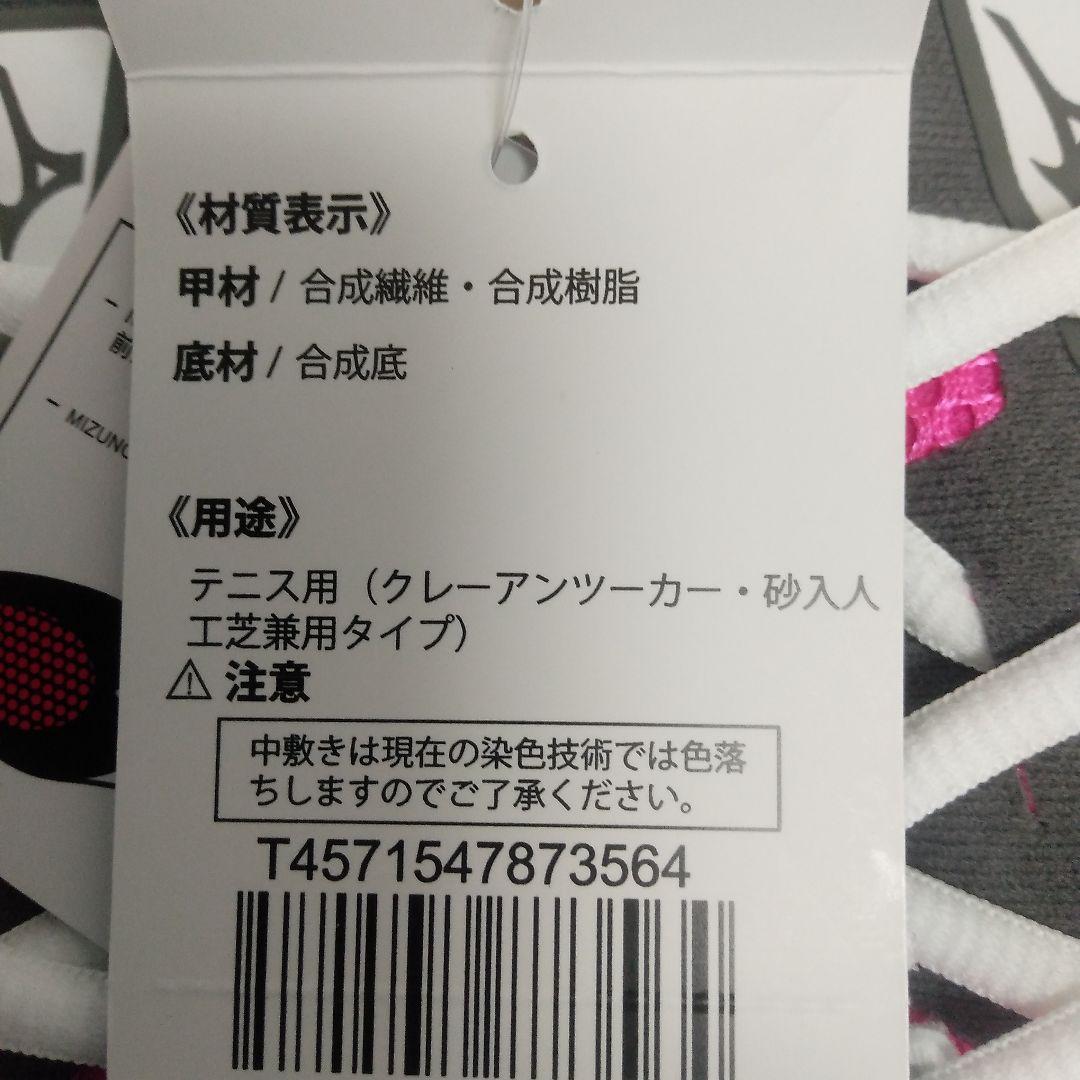 《材質表示》
甲材 / 合成繊維・合成樹脂
底材 / 合成底
《用途》
テニス用（クレーアンツーカー・砂入人
工芝兼用タイプ）
⚠ 注意
中敷きは現在の染色技術では色落
ちしますのでご了承ください。
T4571547873564
前
MIZUNO